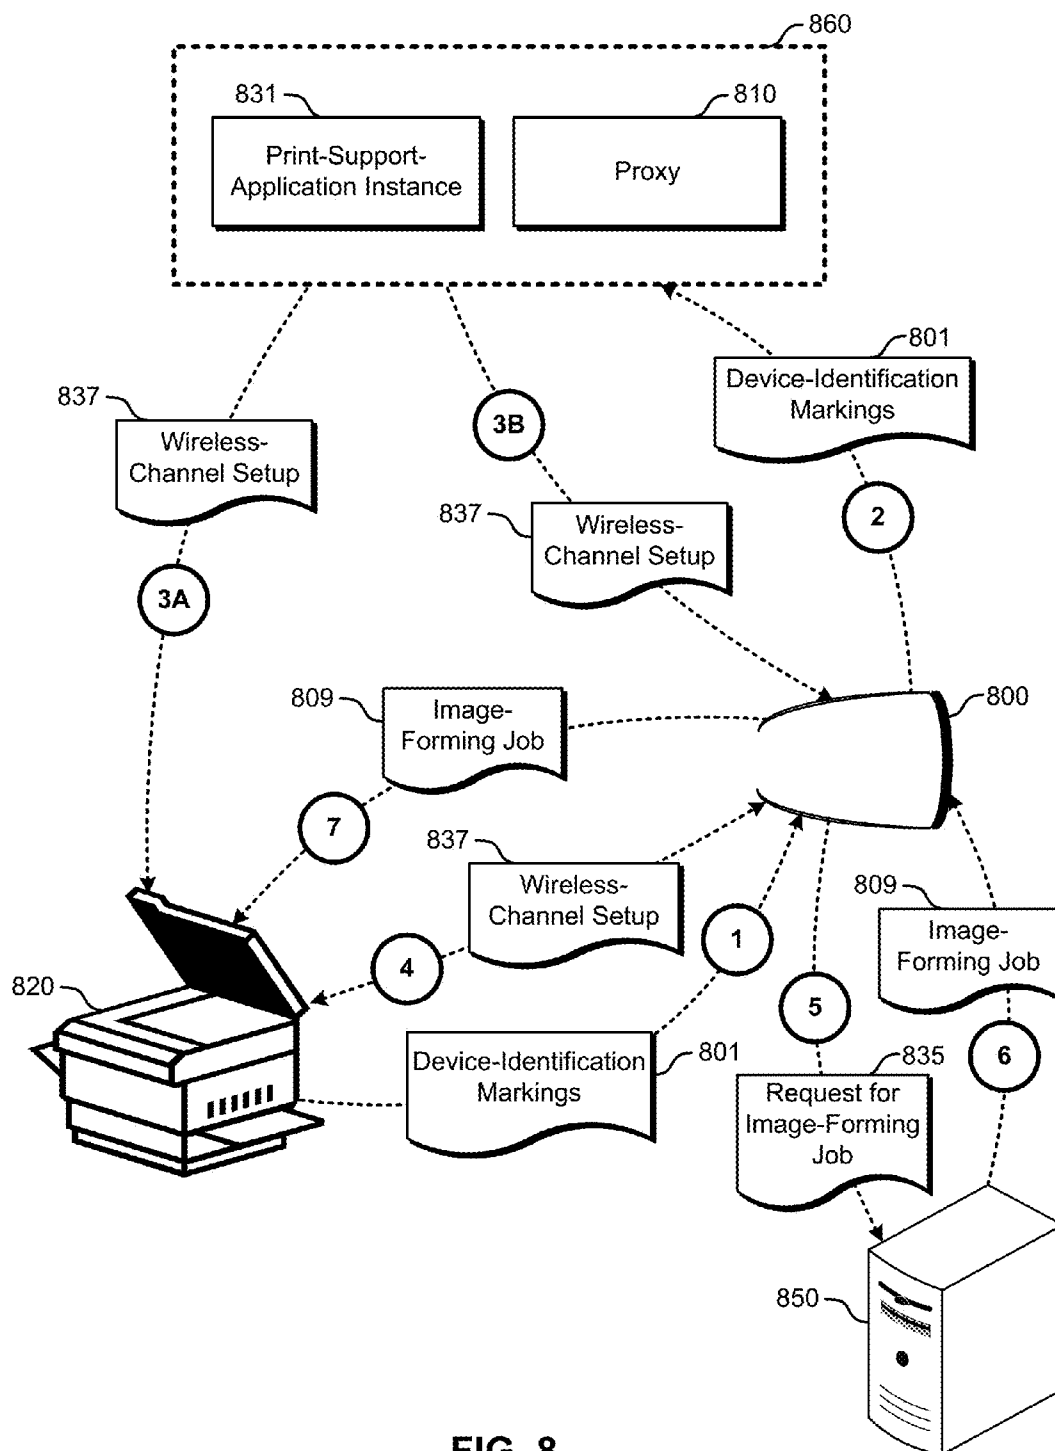 860
831
810
Print-Support-
Application Instance
Proxy
801
Device-Identification
Markings
837
Wireless-
Channel Setup
3B
2
837
Wireless-
Channel Setup
3A
800
809
Image-
Forming Job
7
837
Wireless-
Channel Setup
809
Image-
Forming Job
1
4
820
5
801
Device-Identification
Markings
835
6
Request for
Image-Forming
Job
850
FIG. 8